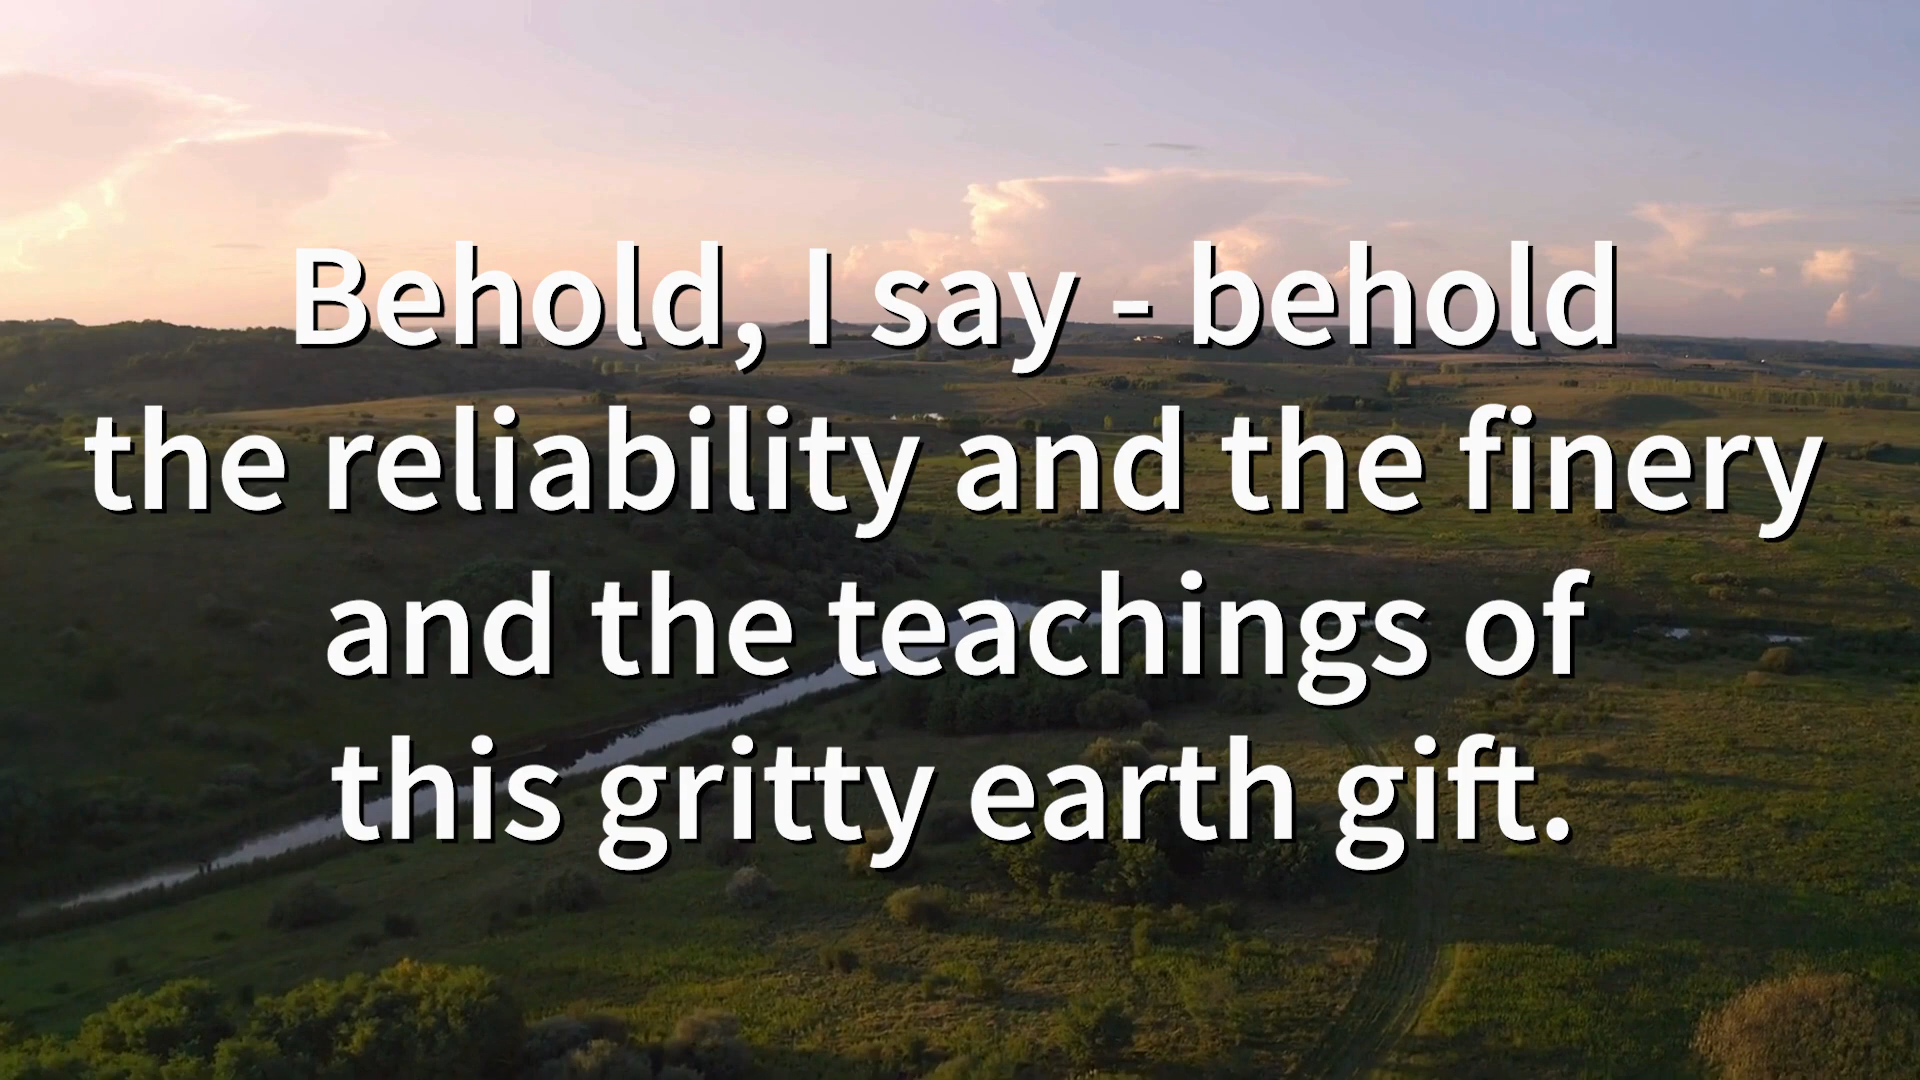 Behold, I say - behold
the reliability and the finery
and the teachings of
this gritty earth gift.